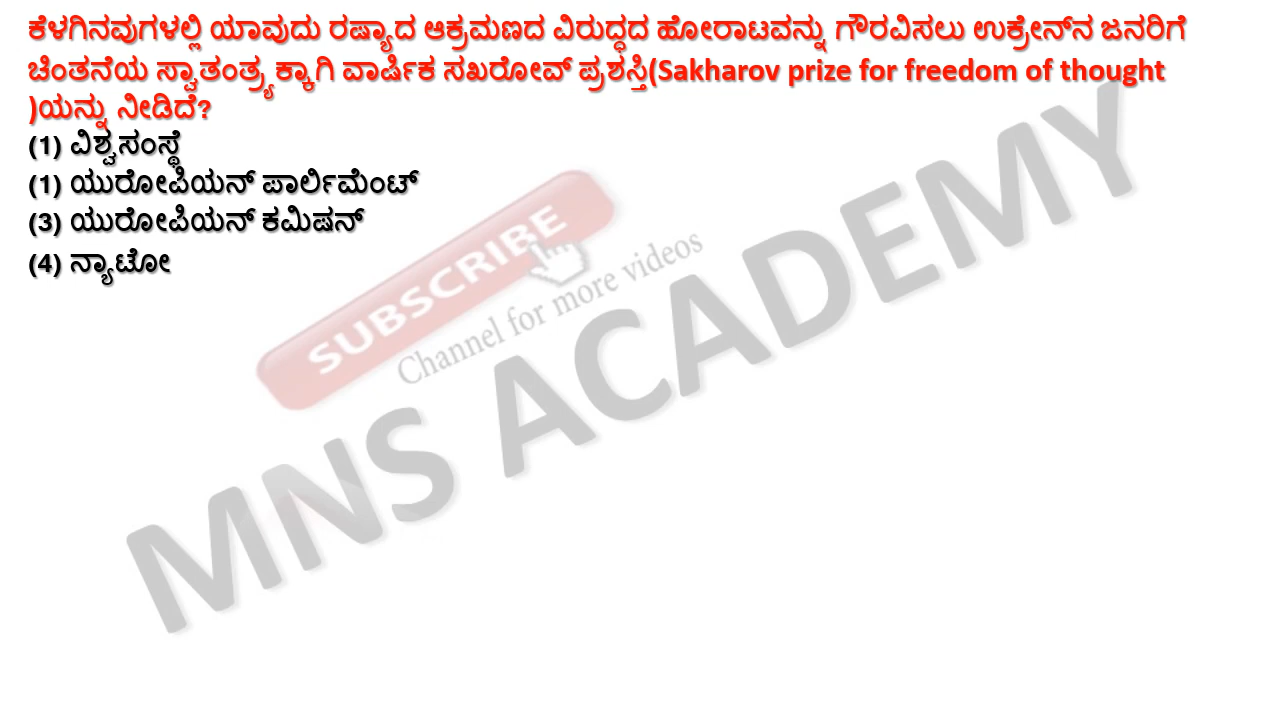 ಕೆಳಗಿನವುಗಳಲ್ಲಿ ಯಾವುದು ರಷ್ಯಾದ ಆಕ್ರಮಣದ ವಿರುದ್ಧದ ಹೋರಾಟವನ್ನು ಗೌರವಿಸಲು ಉಕ್ರೇನ್‌ನ ಜನರಿಗೆ
ಚಿಂತನೆಯ ಸ್ವಾತಂತ್ರ್ಯಕ್ಕಾಗಿ ವಾರ್ಷಿಕ ಸಖರೋವ್ ಪ್ರಶಸ್ತಿ(Sakharov prize for freedom of thought
)ಯನ್ನು ನೀಡಿದೆ?
(1) ವಿಶ್ವಸಂಸ್ಥೆ
(1) ಯುರೋಪಿಯನ್ ಪಾರ್ಲಿಮೆಂಟ್
(3) ಯುರೋಪಿಯನ್ ಕಮಿಷನ್
(4) ನ್ಯಾಟೋ
SUBSCRIBE
Channel for more videos
MNS ACADEMY